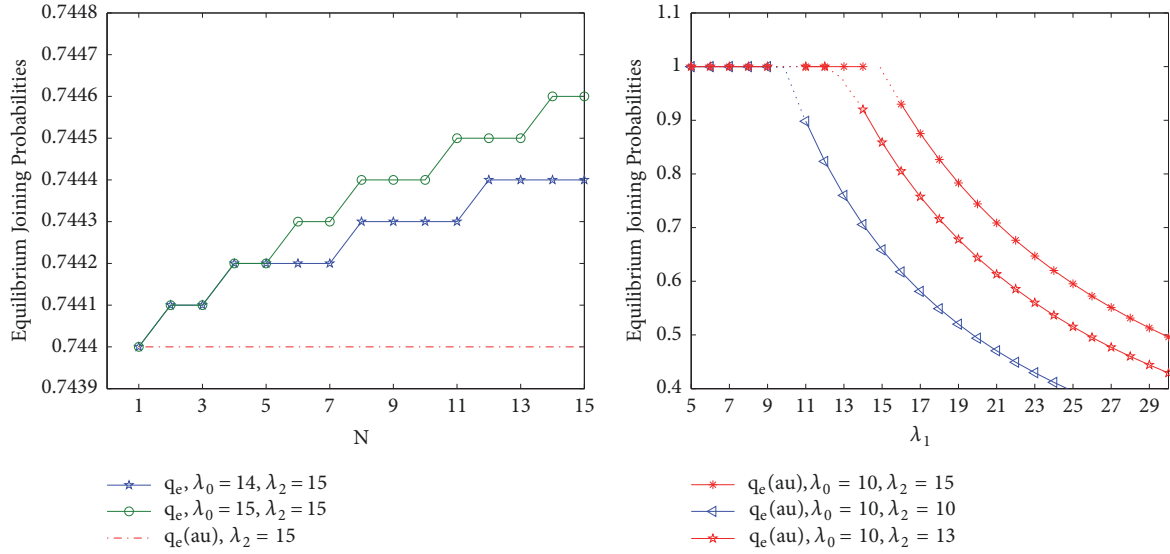 0.7448
0.7447
0.7446
0.7445
0.7444
0.7443
0.7442
0.7441
0.744
0.7439
Equilibrium Joining Probabilities
1 3 5 7 9 11 13 15
N
qe, λ0 = 14, λ2 = 15
qe, λ0 = 15, λ2 = 15
qe(au), λ2 = 15
1.1
1
0.9
0.8
0.7
0.6
0.5
0.4
Equilibrium Joining Probabilities
5 7 9 11 13 15 17 19 21 23 25 27 29
λ1
qe(au), λ0 = 10, λ2 = 15
qe(au), λ0 = 10, λ2 = 10
qe(au), λ0 = 10, λ2 = 13